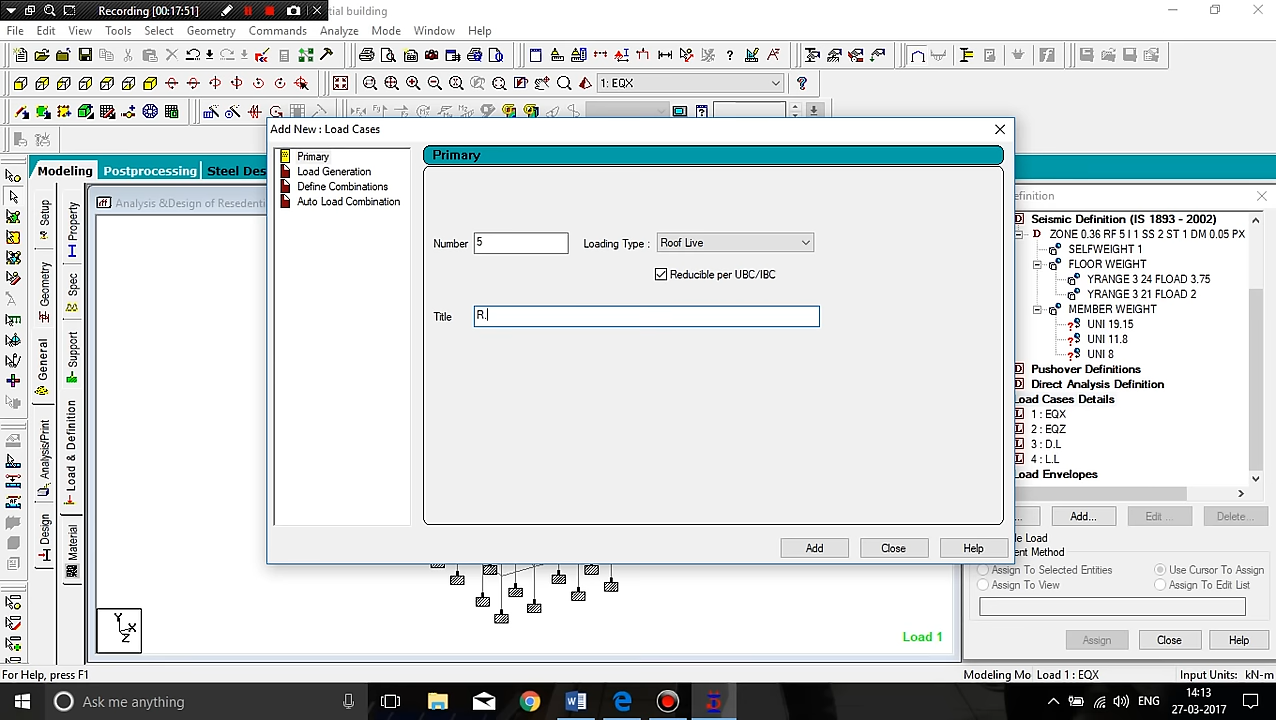 Recording [00:17:51]
tial building
File Edit View Tools Select Geometry Commands Analyze Mode Window Help
1: EQX
Add New : Load Cases
Primary
Load Generation
Define Combinations
Auto Load Combination
Primary
Number 5 Loading Type : Roof Live
Reducible per UBC/IBC
Title R.
Add Close Help
Modeling Postprocessing Steel Des
Analysis &Design of Resedenti
Setup
Geometry
General
Analysis/Print
Design
Property
Spec
Support
Load & Definition
Material
efinition
Seismic Definition (IS 1893 - 2002)
ZONE 0.36 RF 5 I 1 SS 2 ST 1 DM 0.05 PX
SELFWEIGHT 1
FLOOR WEIGHT
YRANGE 3 24 FLOAD 3.75
YRANGE 3 21 FLOAD 2
MEMBER WEIGHT
UNI 19.15
UNI 11.8
UNI 8
Pushover Definitions
Direct Analysis Definition
Load Cases Details
1 : EQX
2 : EQZ
3 : D.L
4 : L.L
Load Envelopes
... Add... Edit ... Delete...
le Load
ent Method
Assign To Selected Entities Use Cursor To Assign
Assign To View Assign To Edit List
Assign Close Help
Y
X
Z
Load 1
For Help, press F1 Modeling Mo Load 1 : EQX Input Units: kN-m
Ask me anything ENG 14:13
27-03-2017